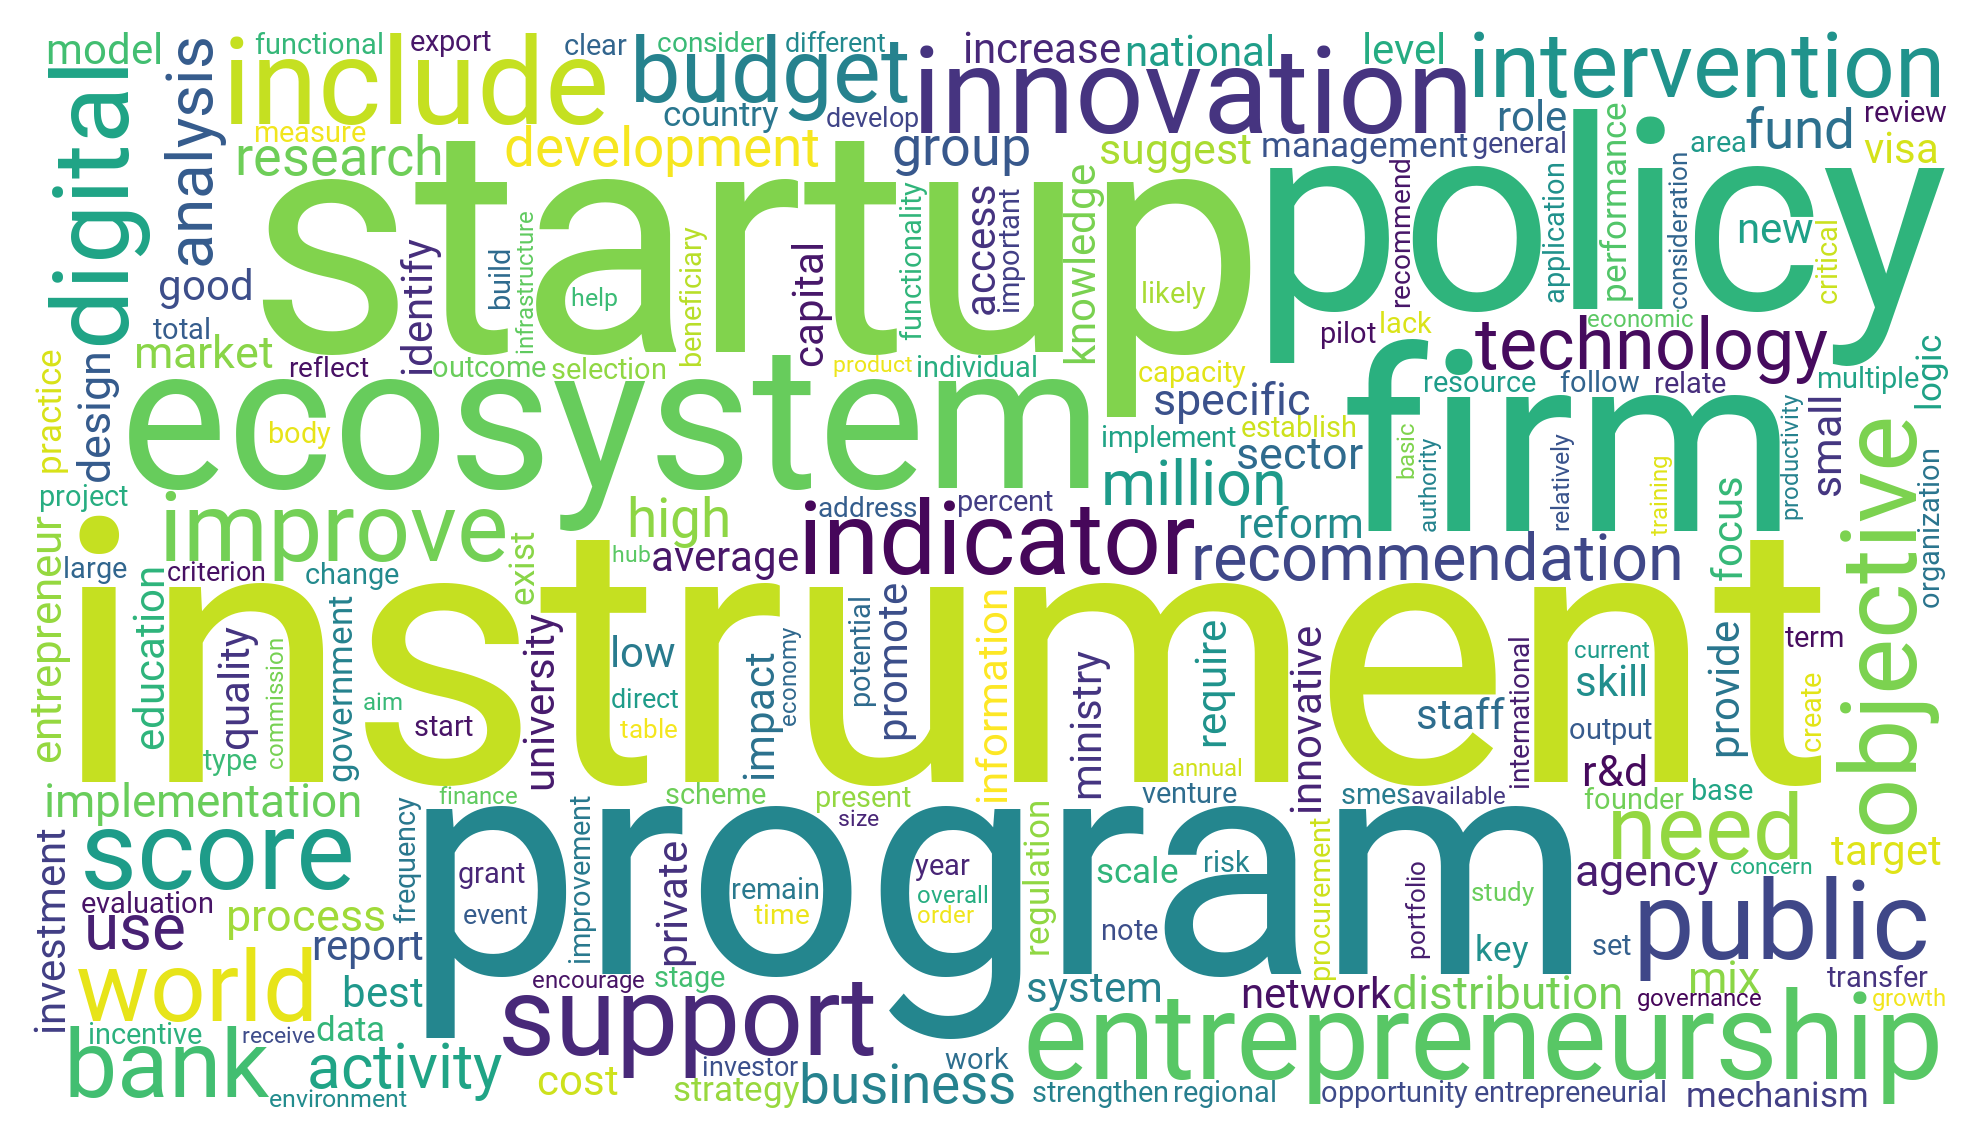 model
functional
export
clear
consider
different
increase
national
level
intervention
digital
analysis
include
budget
innovation
country
develop
role
fund
review
measure
research
development
group
suggest
management
general
area
visa
startup
policy
performance
consideration
recommend
application
new
critical
good
identify
build
infrastructure
help
beneficiary
capital
functionality
access
important
knowledge
likely
total
market
reflect
outcome
selection
product
individual
capacity
pilot
lack
economic
technology
logic
practice
design
ecosystem
body
specific
firm
resource
follow
relate
multiple
implement
establish
sector
basic
authority
relatively
training
productivity
small
objective
project
improve
high
address
percent
million
reform
focus
organization
entrepreneur
large
criterion
change
exist
hub
average
indicator
recommendation
instrument
education
quality
commission
government
aim
start
university
low
direct
table
impact
economy
potential
promote
information
ministry
require
innovative
international
current
skill
staff
output
provide
term
create
type
r&d
annual
implementation
finance
scheme
present
size
venture
smes
available
founder
base
need
score
program
frequency
grant
event
improvement
private
remain
time
year
overall
order
regulation
scale
risk
note
procurement
portfolio
study
key
agency
concern
target
investment
evaluation
use
process
report
set
public
world
best
encourage
stage
system
network
distribution
mix
transfer
governance
growth
incentive
receive
data
support
entrepreneurship
bank
activity
environment
cost
investor
strategy
business
work
strengthen
regional
opportunity
entrepreneurial
mechanism